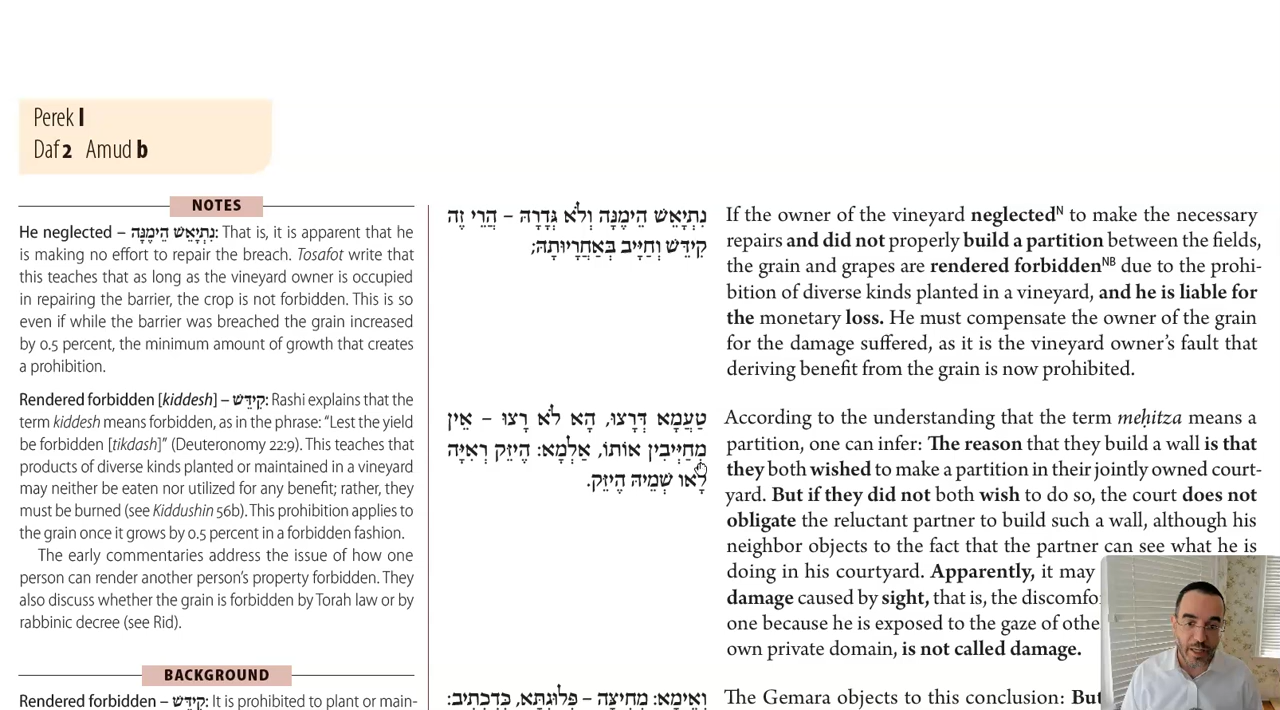 Perek I
Daf 2 Amud b
NOTES
He neglected – נִתְיָאֵשׁ הֵימֶנָּה: That is, it is apparent that he
is making no effort to repair the breach. Tosafot write that
this teaches that as long as the vineyard owner is occupied
in repairing the barrier, the crop is not forbidden. This is so
even if while the barrier was breached the grain increased
by 0.5 percent, the minimum amount of growth that creates
a prohibition.
Rendered forbidden [kiddesh] – קִידֵּשׁ: Rashi explains that the
term kiddesh means forbidden, as in the phrase: “Lest the yield
be forbidden [tikdash]” (Deuteronomy 22:9). This teaches that
products of diverse kinds planted or maintained in a vineyard
may neither be eaten nor utilized for any benefit; rather, they
must be burned (see Kiddushin 56b). This prohibition applies to
the grain once it grows by 0.5 percent in a forbidden fashion.
The early commentaries address the issue of how one
person can render another person’s property forbidden. They
also discuss whether the grain is forbidden by Torah law or by
rabbinic decree (see Rid).
BACKGROUND
Rendered forbidden – קִידֵּשׁ: It is prohibited to plant or main-
נִתְיָאֵשׁ הֵימֶנָּה וְלֹא גְּדָרָהּ – הֲרֵי זֶה
קִידֵּשׁ וְחַיָּיב בְּאַחֲרָיוּתָהּ;
טַעְמָא דְּרָצוּ, הָא לֹא רָצוּ – אֵין
מְחַיְּיבִין אוֹתוֹ, אַלְמָא: הֶיזֵּק רְאִיָּה
לָאו שְׁמֵיהּ הֶיזֵּק.
וְאֵימָא: מְחִיצָה – פְּלוּגְתָּא, כְּדִכְתִיב:
If the owner of the vineyard neglectedN to make the necessary
repairs and did not properly build a partition between the fields,
the grain and grapes are rendered forbiddenNB due to the prohi-
bition of diverse kinds planted in a vineyard, and he is liable for
the monetary loss. He must compensate the owner of the grain
for the damage suffered, as it is the vineyard owner’s fault that
deriving benefit from the grain is now prohibited.
According to the understanding that the term meḥitza means a
partition, one can infer: The reason that they build a wall is that
they both wished to make a partition in their jointly owned court-
yard. But if they did not both wish to do so, the court does not
obligate the reluctant partner to build such a wall, although his
neighbor objects to the fact that the partner can see what he is
doing in his courtyard. Apparently, it may
damage caused by sight, that is, the discomfo
one because he is exposed to the gaze of othe
own private domain, is not called damage.
The Gemara objects to this conclusion: But